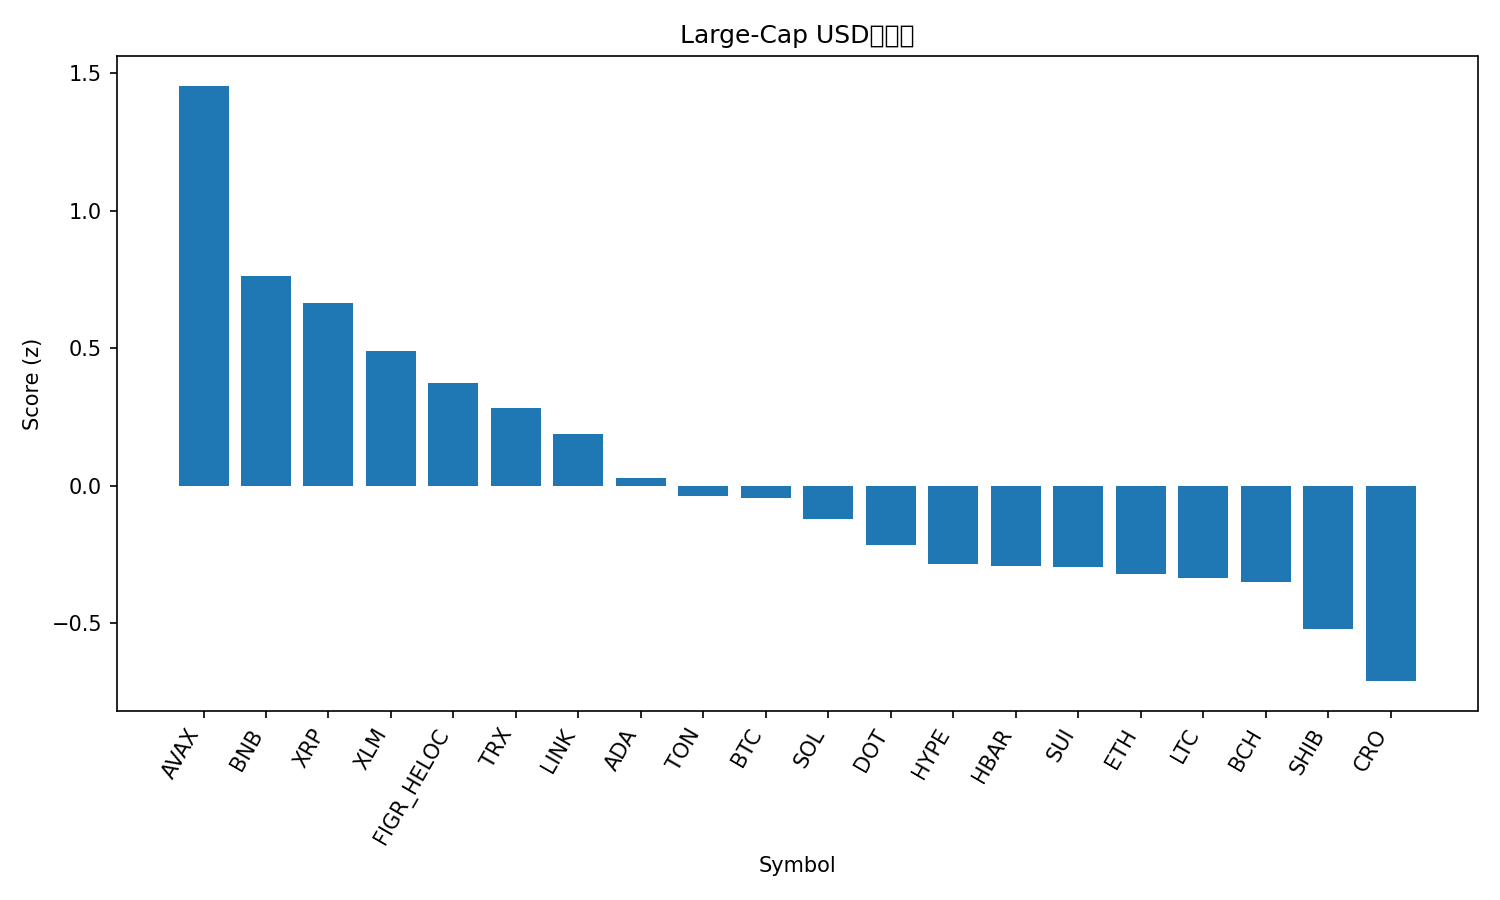 Large-Cap USD
Score (z)
1.5
1.0
0.5
0.0
−0.5
AVAX
BNB
XRP
XLM
FIGR_HELOC
TRX
LINK
ADA
TON
BTC
SOL
DOT
HYPE
HBAR
SUI
ETH
LTC
BCH
SHIB
CRO
Symbol